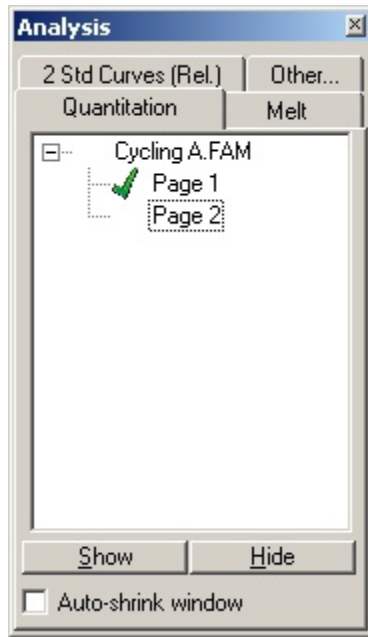 Analysis
2 Std Curves (Rel.) Other...
Quantitation Melt
Cycling A.FAM
Page 1
Page 2
Show Hide
Auto-shrink window